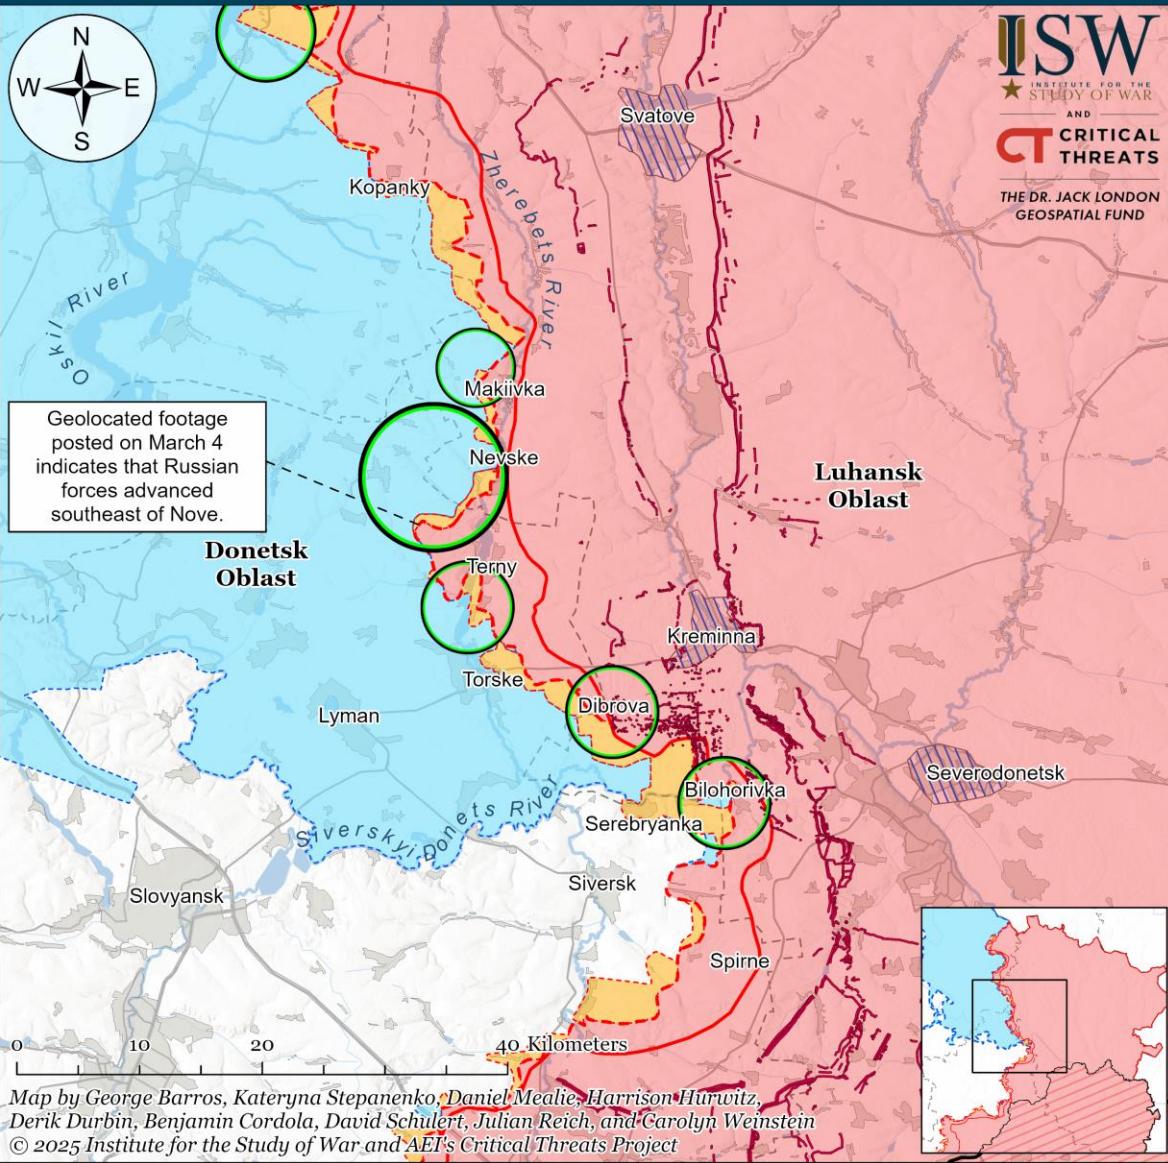 N
W
E
S
ISW
INSTITUTE FOR THE
STUDY OF WAR
AND
CT CRITICAL
THREATS
THE DR. JACK LONDON
GEOSPATIAL FUND
Svatove
Kopanky
Zherebets River
Oskil River
Makiivka
Geolocated footage
posted on March 4
indicates that Russian
forces advanced
southeast of Nove.
Nevske
Luhansk
Oblast
Donetsk
Oblast
Terny
Kreminna
Torske
Dibrova
Lyman
Severodonetsk
Bilohorivka
Serebryanka
Siverskyi Donets River
Siversk
Slovyansk
Spirne
0 10 20 40 Kilometers
Map by George Barros, Kateryna Stepanenko, Daniel Mealie, Harrison Hurwitz,
Derik Durbin, Benjamin Cordola, David Schulert, Julian Reich, and Carolyn Weinstein
© 2025 Institute for the Study of War and AEI's Critical Threats Project